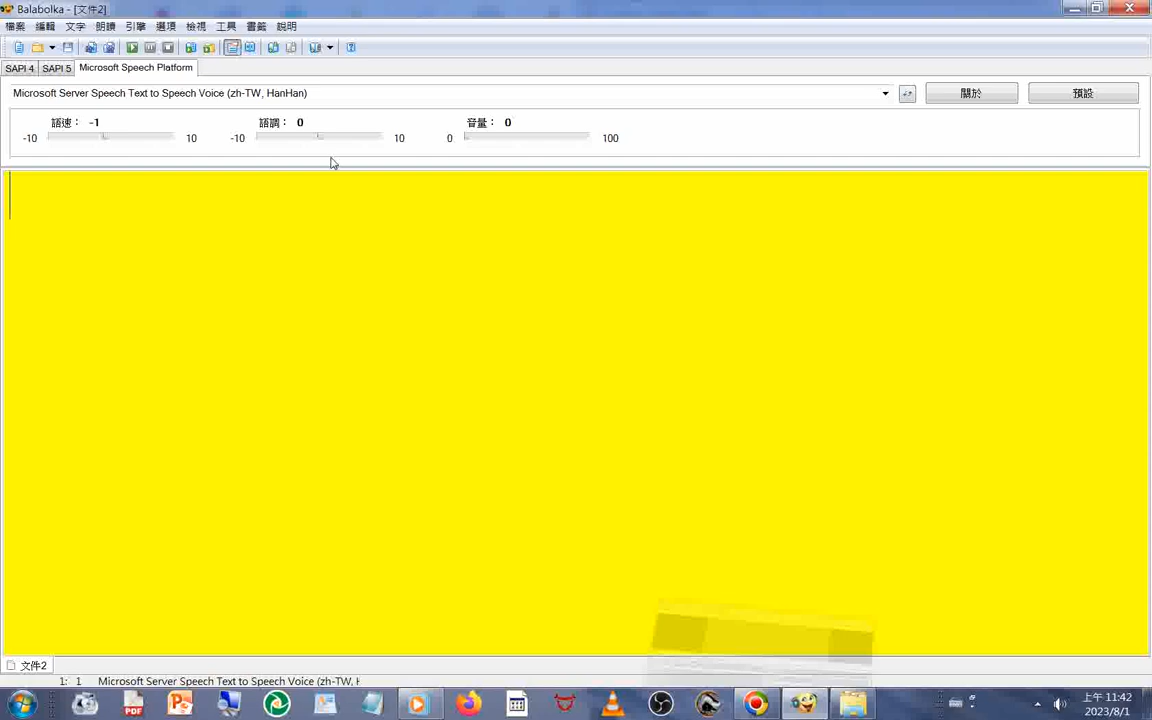 Balabolka - [文件2]
檔案 編輯 文字 朗讀 引擎 選項 檢視 工具 書籤 說明
SAPI 4 SAPI 5 Microsoft Speech Platform
Microsoft Server Speech Text to Speech Voice (zh-TW, HanHan)
關於 預設
語速： -1 語調： 0 音量： 0
-10 10 -10 10 0 100
文件2
1: 1 Microsoft Server Speech Text to Speech Voice (zh-TW, H
PDF
上午 11:42
2023/8/1